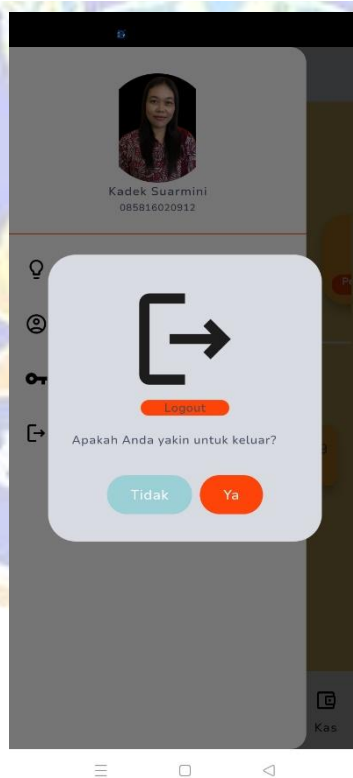 Kadek Suarmini
085816020912
Logout
Apakah Anda yakin untuk keluar?
Tidak
Ya
Kas